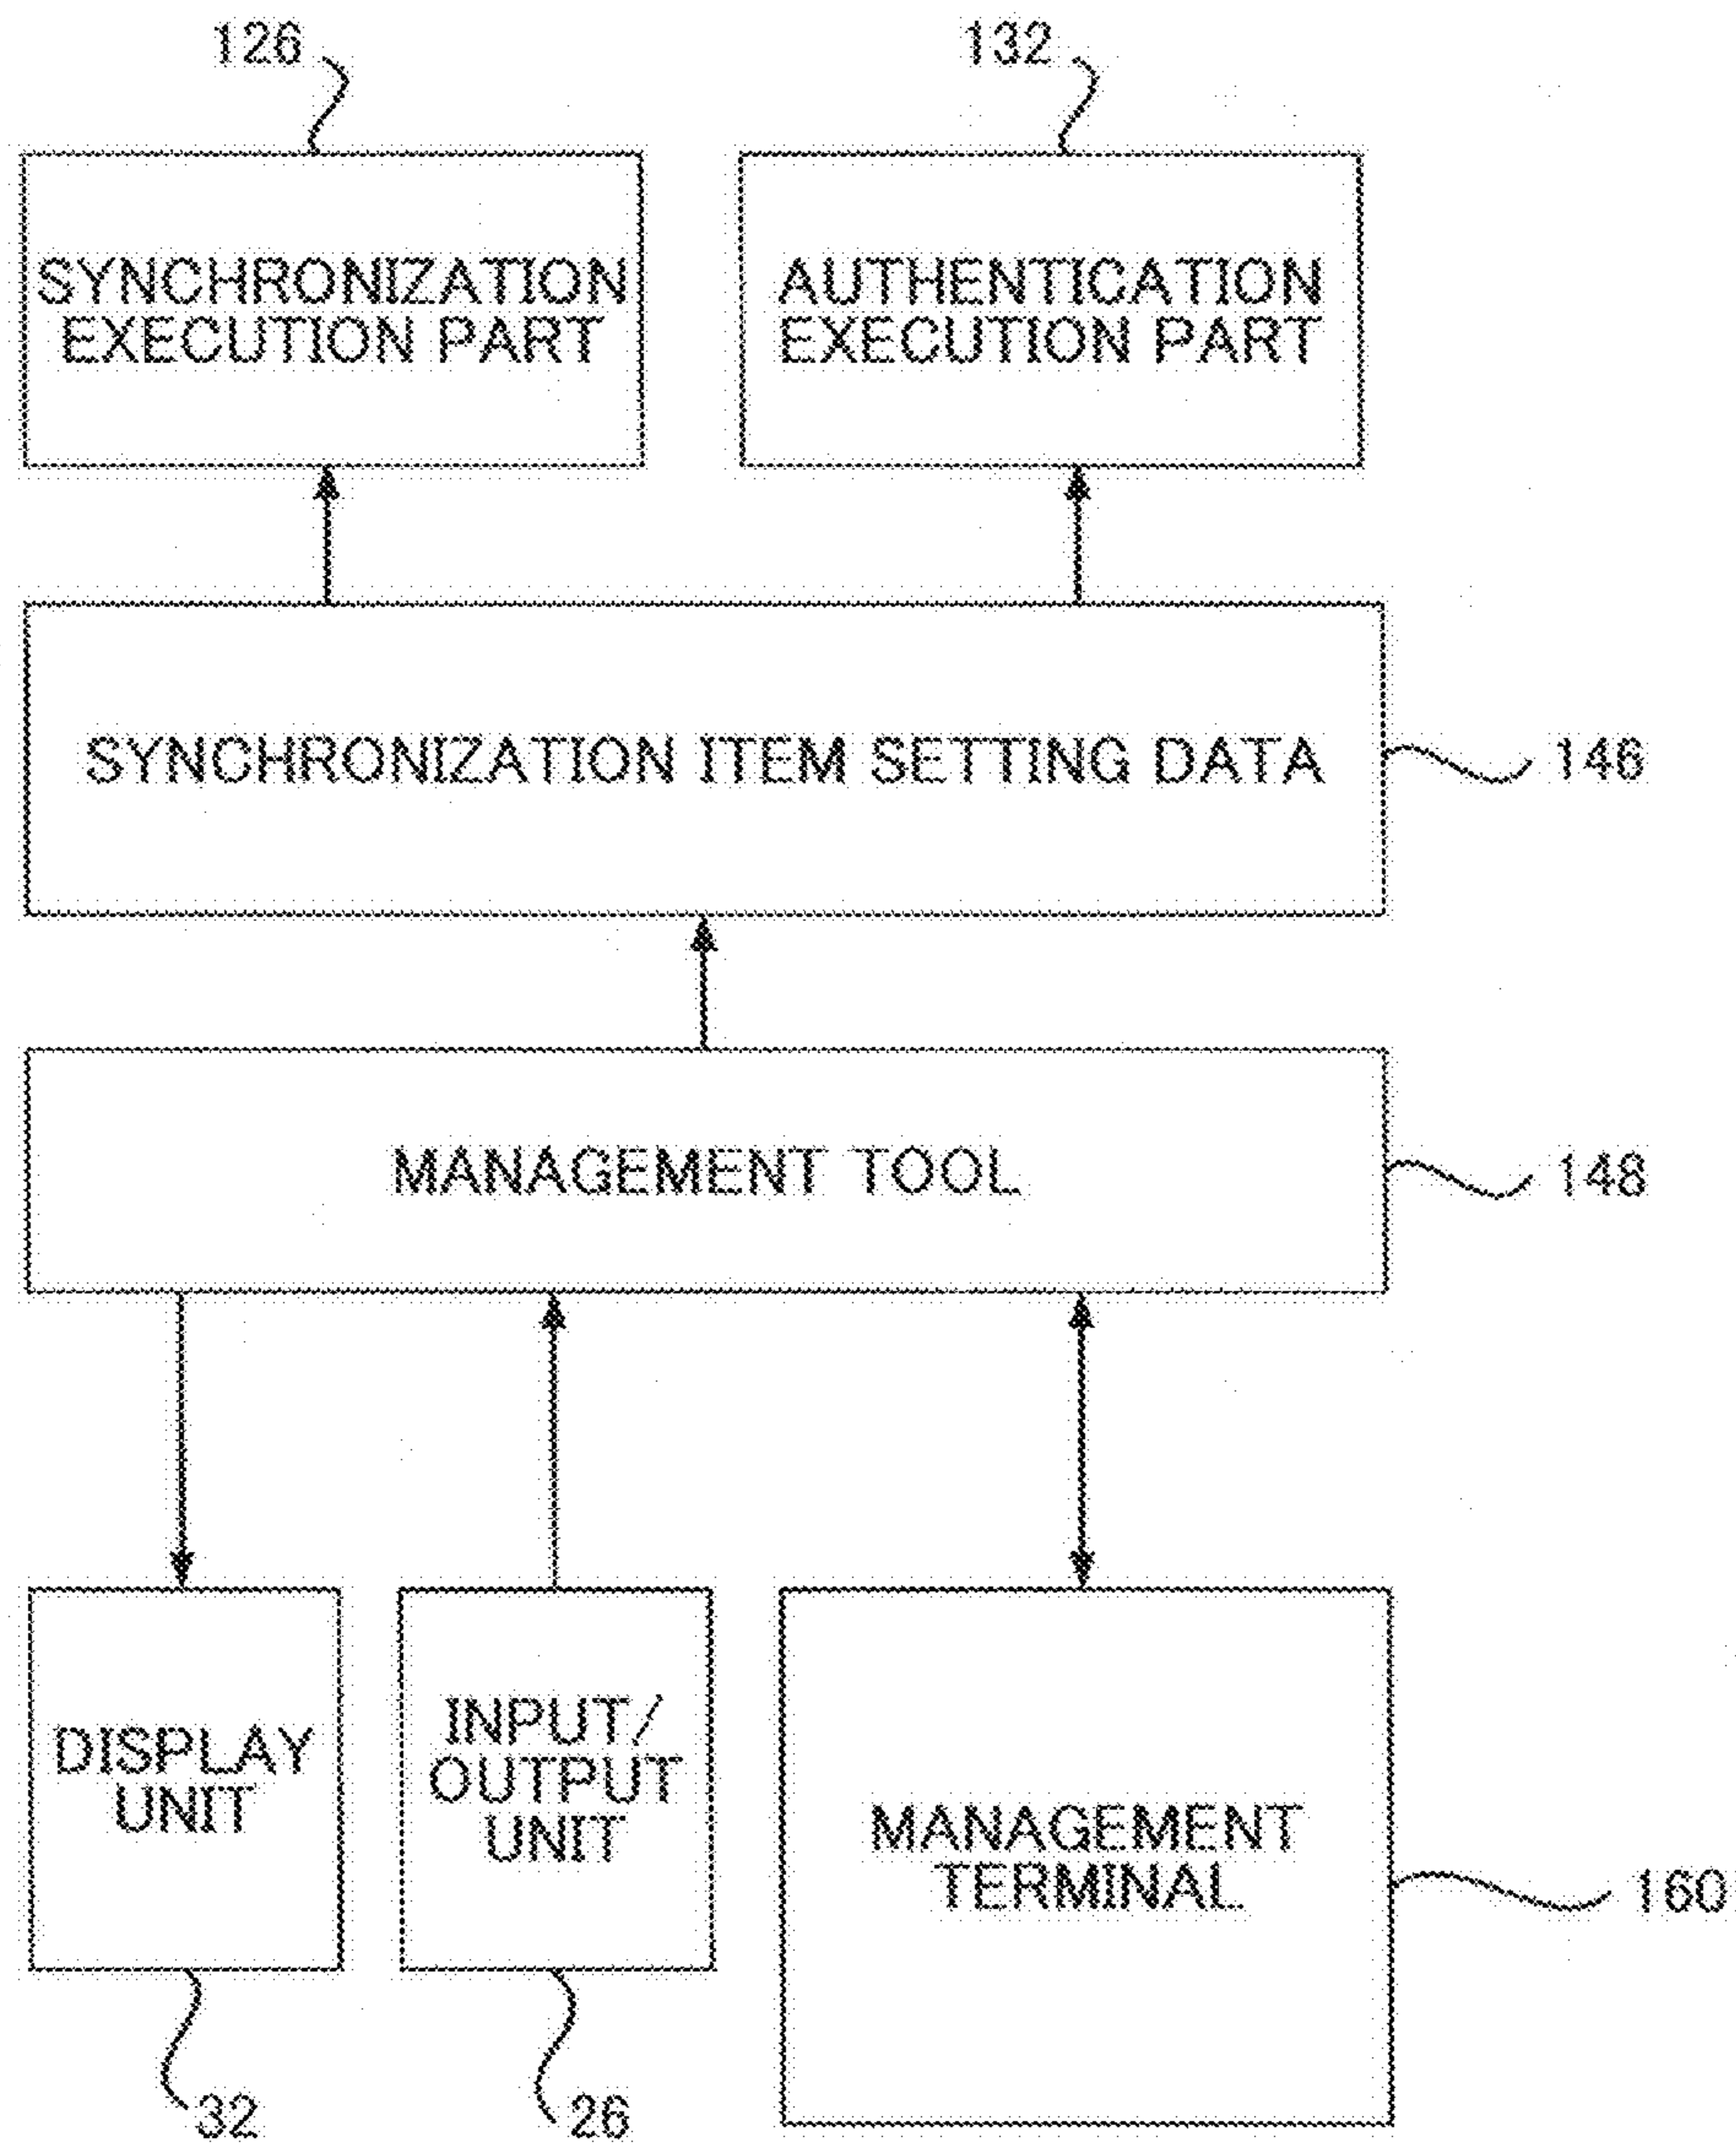 126
132
SYNCHRONIZATION
EXECUTION PART
AUTHENTICATION
EXECUTION PART
SYNCHRONIZATION ITEM SETTING DATA
146
MANAGEMENT TOOL
148
DISPLAY
UNIT
INPUT/
OUTPUT
UNIT
MANAGEMENT
TERMINAL
160
32
26